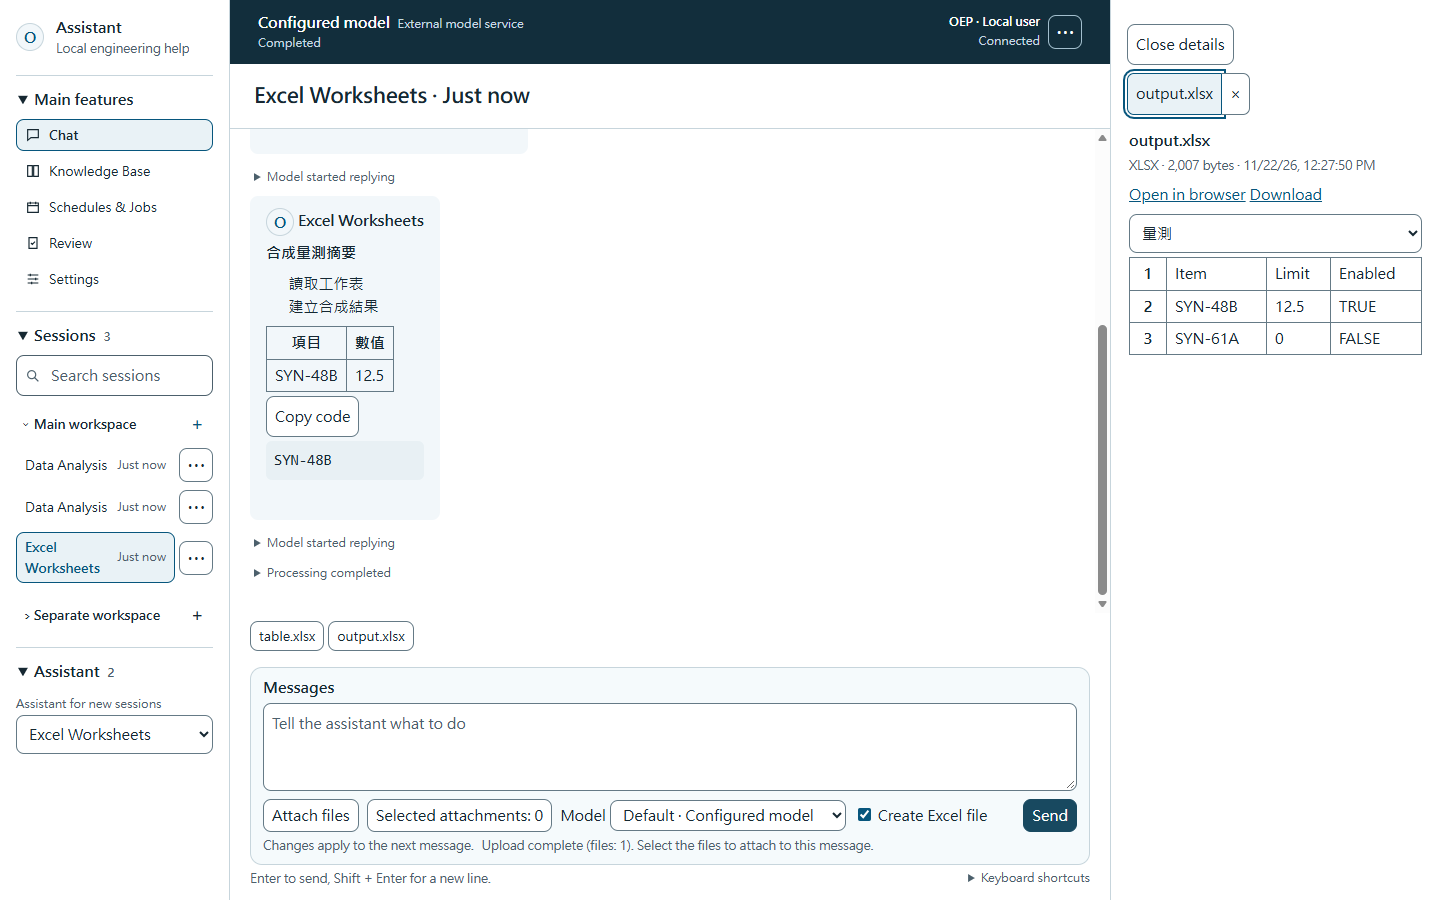 O
Assistant
Local engineering help
▼ Main features
Chat
Knowledge Base
Schedules & Jobs
Review
Settings
▼ Sessions 3
Search sessions
Main workspace +
Data Analysis Just now ...
Data Analysis Just now ...
Excel Worksheets Just now ...
Separate workspace +
▼ Assistant 2
Assistant for new sessions
Excel Worksheets
Configured model External model service
Completed
OEP · Local user
Connected
...
Excel Worksheets · Just now
▶ Model started replying
O Excel Worksheets
合成量測摘要
讀取工作表
建立合成結果
項目 數值
SYN-48B 12.5
Copy code
SYN-48B
▶ Model started replying
▶ Processing completed
table.xlsx output.xlsx
Messages
Tell the assistant what to do
Attach files Selected attachments: 0 Model Default · Configured model Create Excel file Send
Changes apply to the next message. Upload complete (files: 1). Select the files to attach to this message.
Enter to send, Shift + Enter for a new line.
▶ Keyboard shortcuts
Close details
output.xlsx ×
output.xlsx
XLSX · 2,007 bytes · 11/22/26, 12:27:50 PM
Open in browser Download
量測
1 Item Limit Enabled
2 SYN-48B 12.5 TRUE
3 SYN-61A 0 FALSE